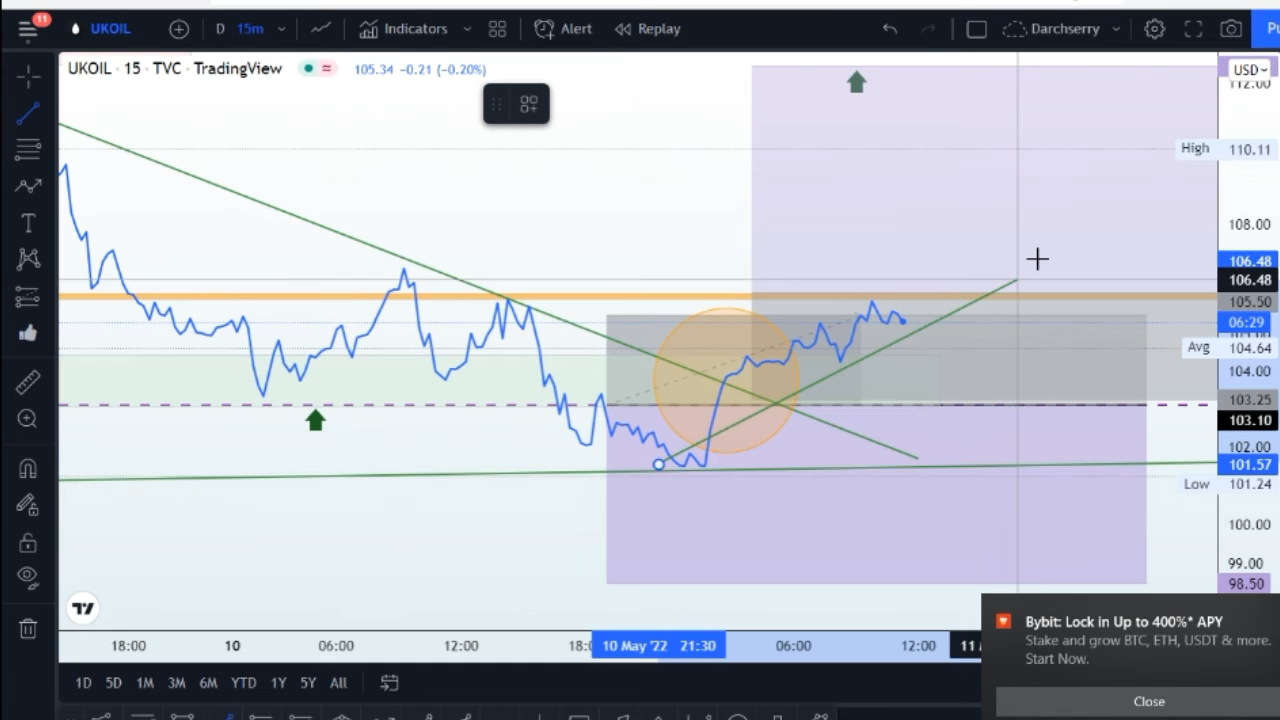 11
UKOIL
D
15m
Indicators
Alert
Replay
Darchserry
UKOIL · 15 · TVC · TradingView
105.34 −0.21 (−0.20%)
USD
112.00
High 110.11
108.00
106.48
106.48
105.50
06:29
Avg 104.64
104.00
103.25
103.10
102.00
101.57
Low 101.24
100.00
99.00
98.50
18:00
10
06:00
12:00
10 May '22 21:30
06:00
12:00
11
1D 5D 1M 3M 6M YTD 1Y 5Y All
Bybit: Lock in Up to 400%* APY
Stake and grow BTC, ETH, USDT & more.
Start Now.
Close